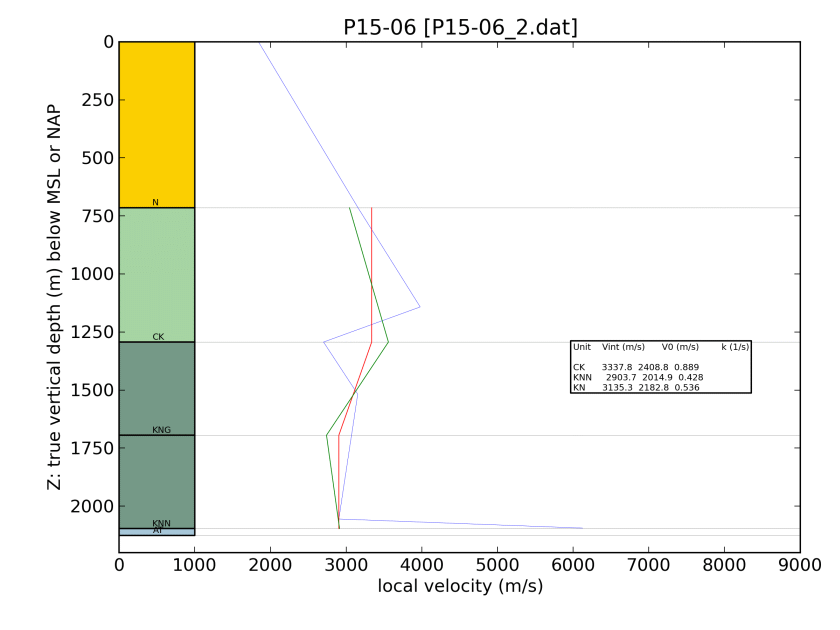 P15-06 [P15-06_2.dat]
Z: true vertical depth (m) below MSL or NAP
0
250
500
750
1000
1250
1500
1750
2000
N
CK
KNG
KNN
AT
Unit Vint (m/s) V0 (m/s) k (1/s)
CK 3337.8 2408.8 0.889
KNN 2903.7 2014.9 0.428
KN 3135.3 2182.8 0.536
0 1000 2000 3000 4000 5000 6000 7000 8000 9000
local velocity (m/s)